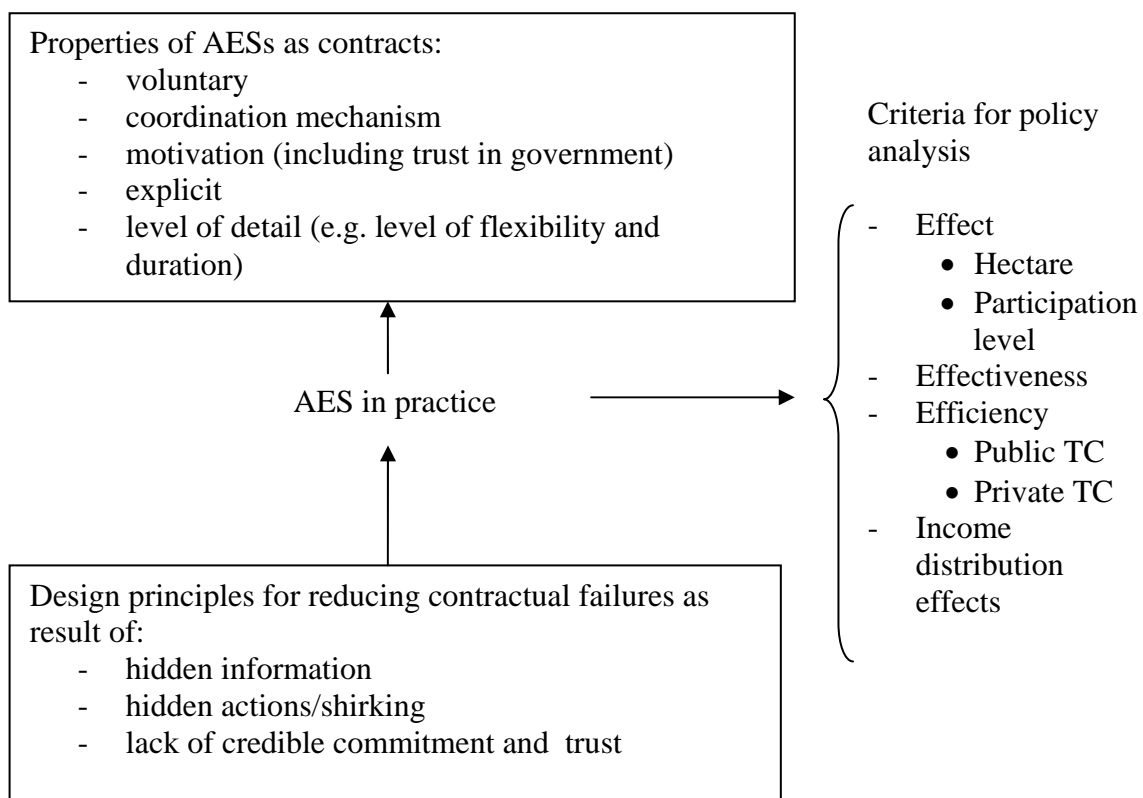 Properties of AESs as contracts:
- voluntary
- coordination mechanism
- motivation (including trust in government)
- explicit
- level of detail (e.g. level of flexibility and
duration)
AES in practice
Design principles for reducing contractual failures as
result of:
- hidden information
- hidden actions/shirking
- lack of credible commitment and trust
Criteria for policy
analysis
- Effect
• Hectare
• Participation
level
- Effectiveness
- Efficiency
• Public TC
• Private TC
- Income
distribution
effects